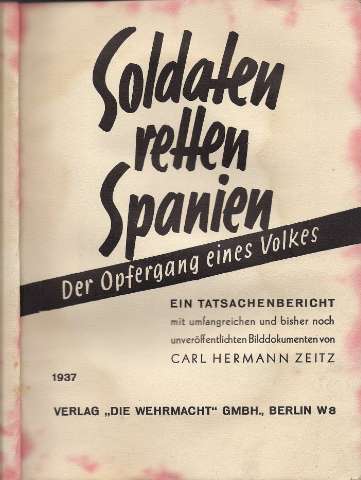 Soldaten
retten
Spanien
Der Opfergang eines Volkes
EIN TATSACHENBERICHT
mit umfangreichen und bisher noch
unveröffentlichten Bilddokumenten von
CARL HERMANN ZEITZ
1937
VERLAG „DIE WEHRMACHT" GMBH., BERLIN W 8